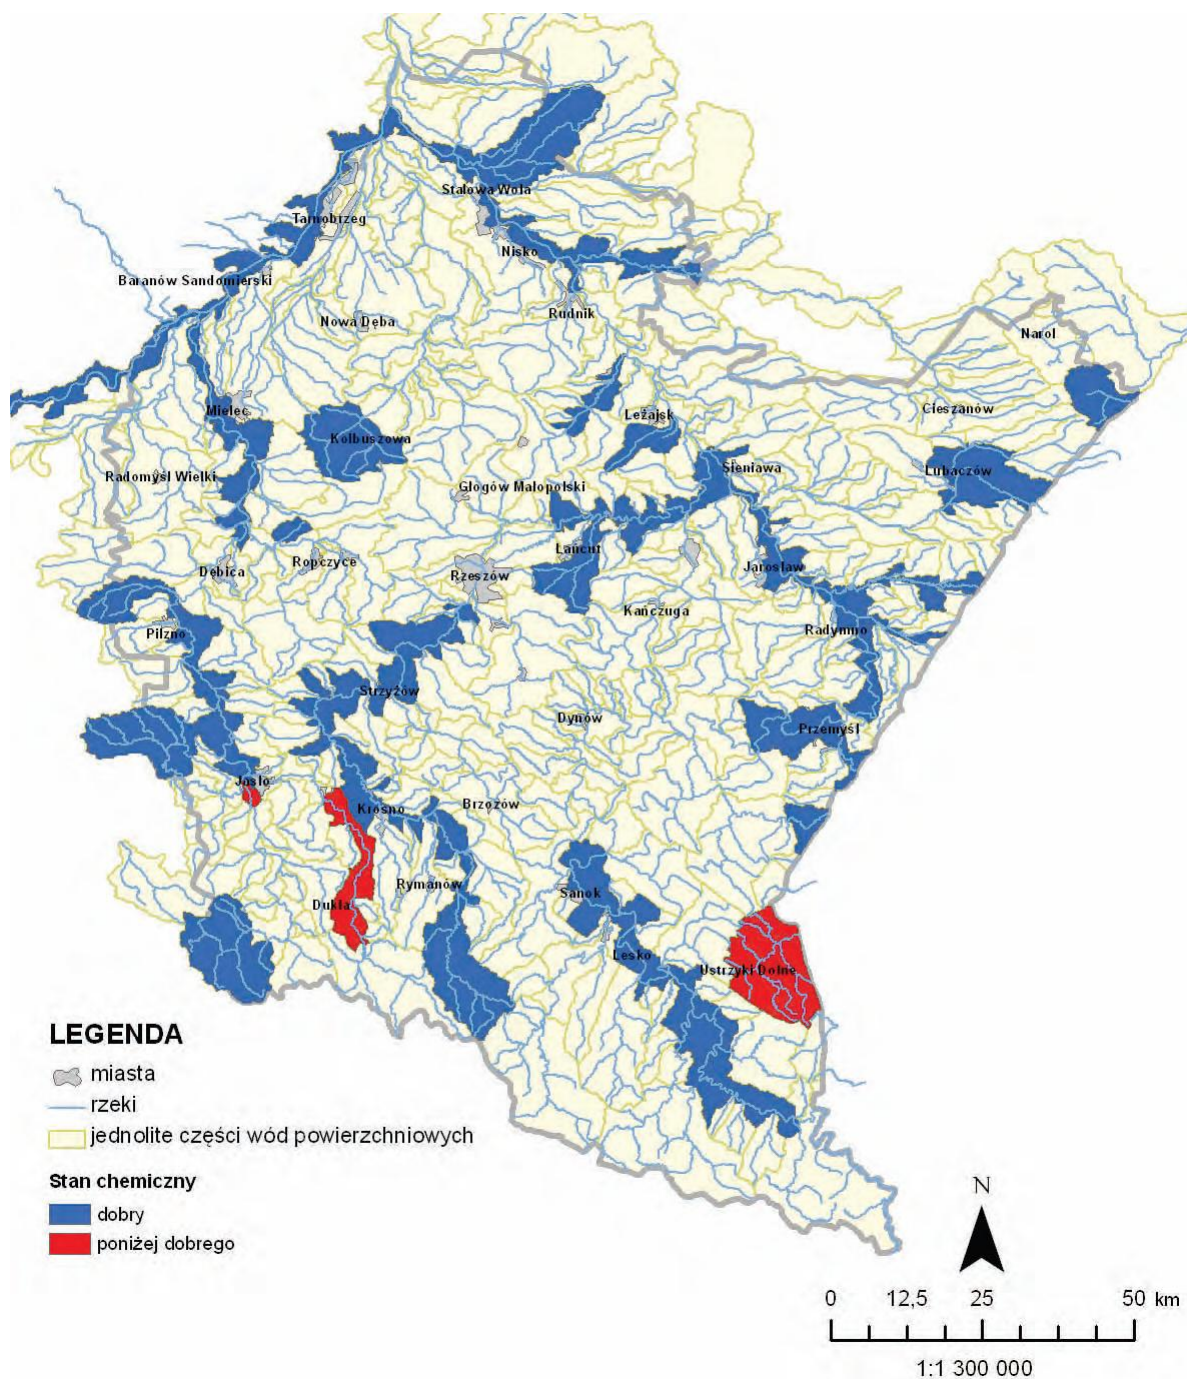 Stalowa Wola
Tarnobrzeg
Nisko
Baranów Sandomierski
Rudnik
Nowa Dęba
Narol
Mielec
Leżajsk
Cieszanów
Kolbuszowa
Sieniawa
Lubaczów
Radomyśl Wielki
Głogów Małopolski
Łańcut
Ropczyce
Dębica
Rzeszów
Jarosław
Kańczuga
Pilzno
Radymno
Strzyżów
Dynów
Przemyśl
Jasło
Krosno
Brzozów
Rymanów
Sanok
Dukla
Lesko
Ustrzyki Dolne
LEGENDA
miasta
rzeki
jednolite części wód powierzchniowych
Stan chemiczny
dobry
poniżej dobrego
N
0 12,5 25 50 km
1:1 300 000